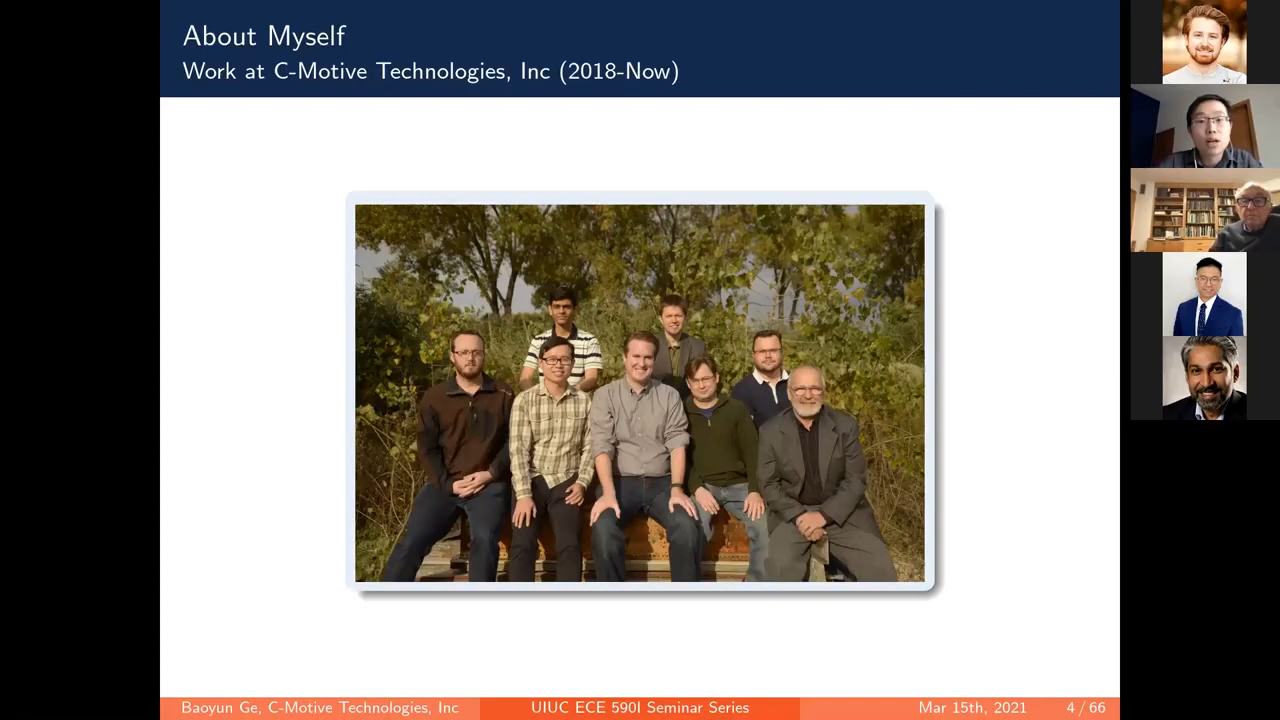 About Myself
Work at C-Motive Technologies, Inc (2018-Now)
Baoyun Ge, C-Motive Technologies, Inc
UIUC ECE 590I Seminar Series
Mar 15th, 2021
4 / 66